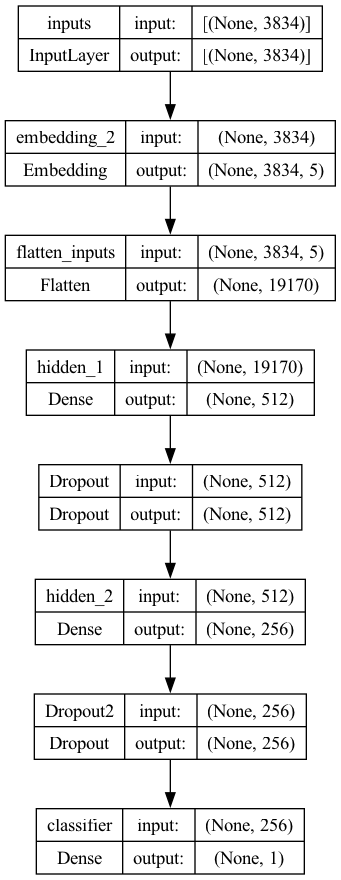 inputs input: [(None, 3834)]
InputLayer output: [(None, 3834)]
embedding_2 input: (None, 3834)
Embedding output: (None, 3834, 5)
flatten_inputs input: (None, 3834, 5)
Flatten output: (None, 19170)
hidden_1 input: (None, 19170)
Dense output: (None, 512)
Dropout input: (None, 512)
Dropout output: (None, 512)
hidden_2 input: (None, 512)
Dense output: (None, 256)
Dropout2 input: (None, 256)
Dropout output: (None, 256)
classifier input: (None, 256)
Dense output: (None, 1)